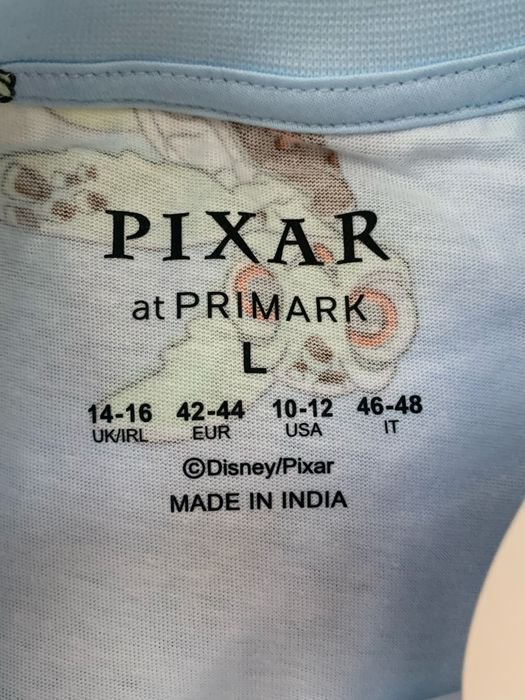 PIXAR
at PRIMARK
L
14-16 42-44 10-12 46-48
UK/IRL EUR USA IT
©Disney/Pixar
MADE IN INDIA